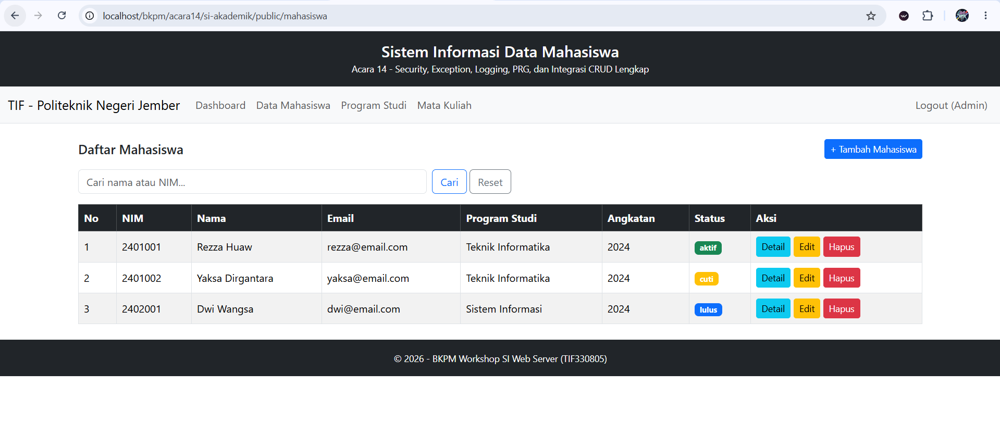 localhost/bkpm/acara14/si-akademik/public/mahasiswa
Sistem Informasi Data Mahasiswa
Acara 14 - Security, Exception, Logging, PRG, dan Integrasi CRUD Lengkap
TIF - Politeknik Negeri Jember Dashboard Data Mahasiswa Program Studi Mata Kuliah Logout (Admin)
Daftar Mahasiswa + Tambah Mahasiswa
Cari nama atau NIM... Cari Reset
No NIM Nama Email Program Studi Angkatan Status Aksi
1 2401001 Rezza Huaw rezza@email.com Teknik Informatika 2024 aktif Detail Edit Hapus
2 2401002 Yaksa Dirgantara yaksa@email.com Teknik Informatika 2024 cuti Detail Edit Hapus
3 2402001 Dwi Wangsa dwi@email.com Sistem Informasi 2024 lulus Detail Edit Hapus
© 2026 - BKPM Workshop SI Web Server (TIF330805)